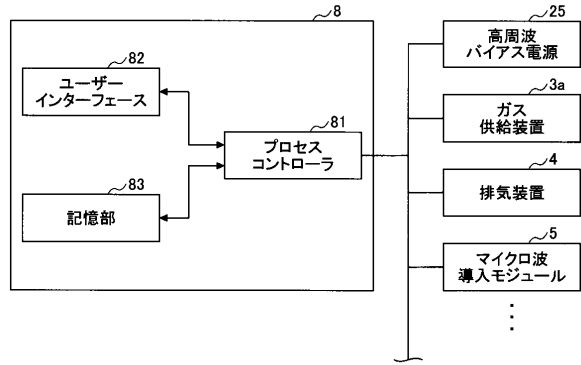 8
82
ユーザー
インターフェース
81
プロセス
コントローラ
83
記憶部
25
高周波
バイアス電源
3a
ガス
供給装置
4
排気装置
5
マイクロ波
導入モジュール